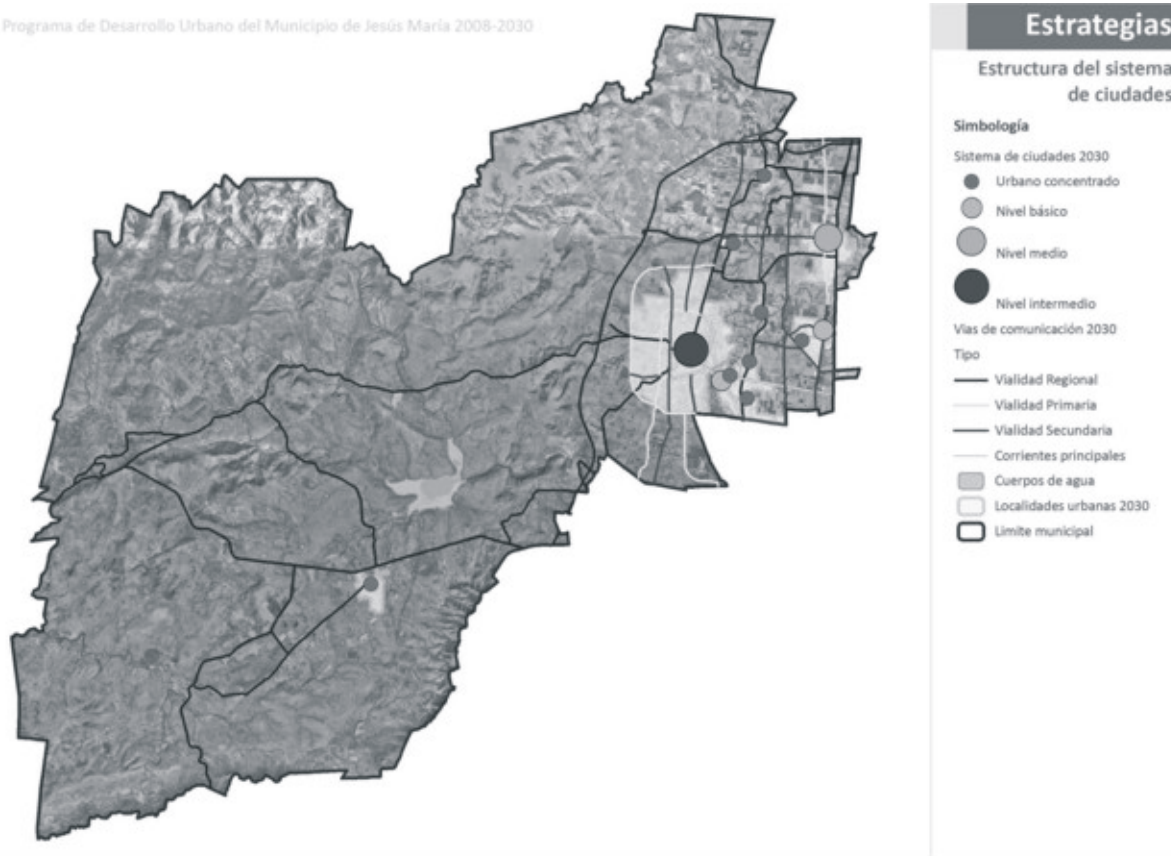 Programa de Desarrollo Urbano del Municipio de Jesús María 2008-2030
Estrategias
Estructura del sistema
de ciudades
Simbología
Sistema de ciudades 2030
Urbano concentrado
Nivel básico
Nivel medio
Nivel intermedio
Vias de comunicación 2030
Tipo
Vialidad Regional
Vialidad Primaria
Vialidad Secundaria
Corrientes principales
Cuerpos de agua
Localidades urbanas 2030
Limite municipal